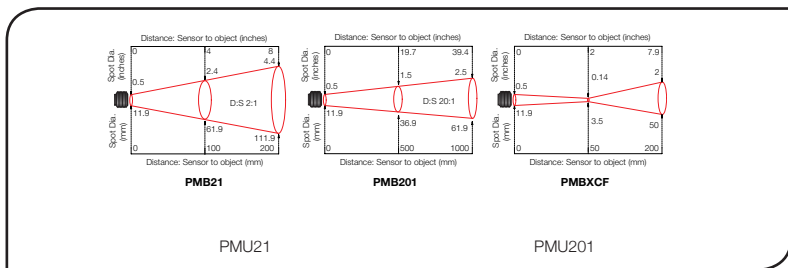 Distance: Sensor to object (inches)
0 4 8
Spot Dia. (inches)
0.5 2.4 4.4
D:S 2:1
11.9 61.9 111.9
Spot Dia. (mm)
0 100 200
Distance: Sensor to object (mm)
PMB21
Distance: Sensor to object (inches)
0 19.7 39.4
Spot Dia. (inches)
0.5 1.5 2.5
D:S 20:1
11.9 36.9 61.9
Spot Dia. (mm)
0 500 1000
Distance: Sensor to object (mm)
PMB201
Distance: Sensor to object (inches)
0 2 7.9
Spot Dia. (inches)
0.5 0.14 2
11.9 3.5 50
Spot Dia. (mm)
0 50 200
Distance: Sensor to object (mm)
PMBXCF
PMU21 PMU201